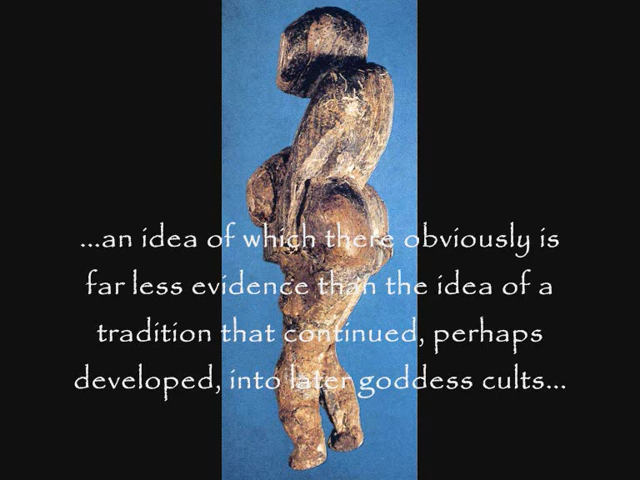 ...an idea of which there obviously is
far less evidence than the idea of a
tradition that continued, perhaps
developed, into later goddess cults...